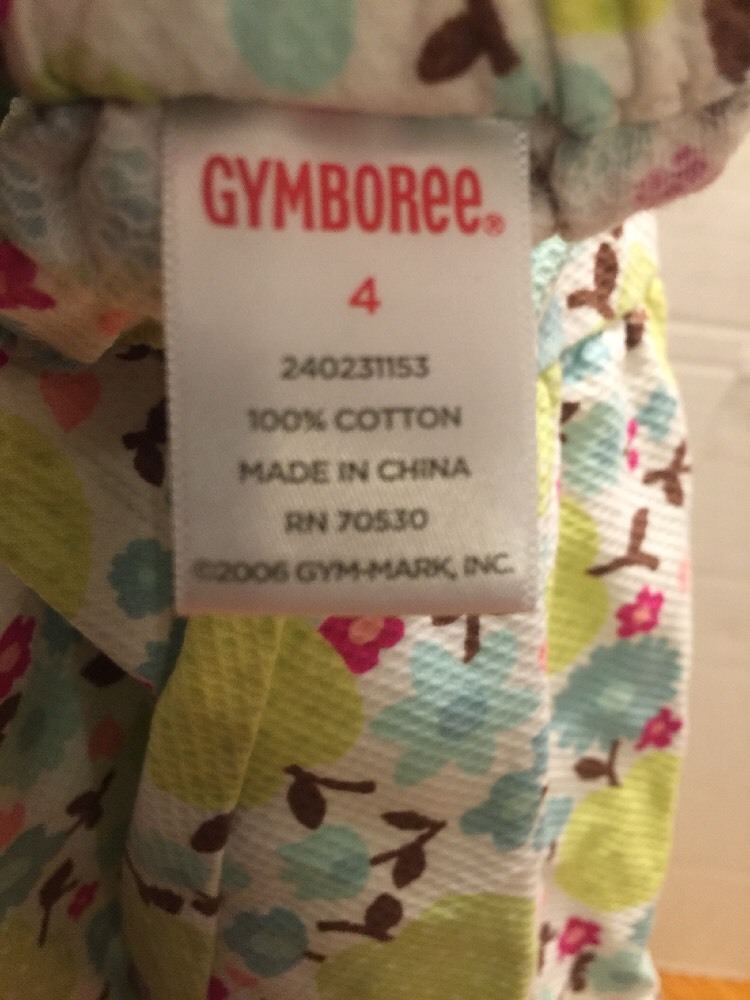 GYMBOREE®
4
240231153
100% COTTON
MADE IN CHINA
RN 70530
©2006 GYM-MARK, INC.